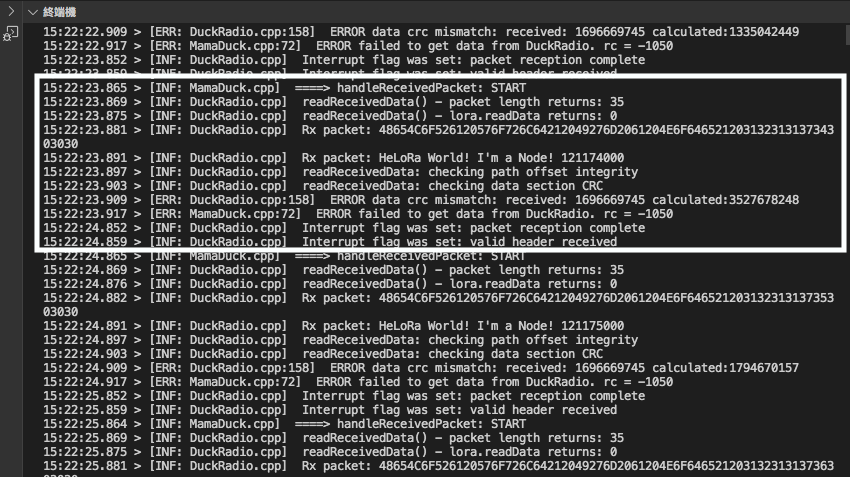 終端機
15:22:22.909 > [ERR: DuckRadio.cpp:158]  ERROR data crc mismatch: received: 1696669745 calculated:1335042449
15:22:22.917 > [ERR: MamaDuck.cpp:72]  ERROR failed to get data from DuckRadio. rc = -1050
15:22:23.852 > [INF: DuckRadio.cpp]  Interrupt flag was set: packet reception complete
15:22:23.859 > [INF: DuckRadio.cpp]  Interrupt flag was set: valid header received
15:22:23.865 > [INF: MamaDuck.cpp]  ====> handleReceivedPacket: START
15:22:23.869 > [INF: DuckRadio.cpp]  readReceivedData() - packet length returns: 35
15:22:23.875 > [INF: DuckRadio.cpp]  readReceivedData() - lora.readData returns: 0
15:22:23.881 > [INF: DuckRadio.cpp]  Rx packet: 48654C6F526120576F726C64212049276D2061204E6F646521203132313137343
03030
15:22:23.891 > [INF: DuckRadio.cpp]  Rx packet: HeLoRa World! I'm a Node! 121174000
15:22:23.897 > [INF: DuckRadio.cpp]  readReceivedData: checking path offset integrity
15:22:23.903 > [INF: DuckRadio.cpp]  readReceivedData: checking data section CRC
15:22:23.909 > [ERR: DuckRadio.cpp:158]  ERROR data crc mismatch: received: 1696669745 calculated:3527678248
15:22:23.917 > [ERR: MamaDuck.cpp:72]  ERROR failed to get data from DuckRadio. rc = -1050
15:22:24.852 > [INF: DuckRadio.cpp]  Interrupt flag was set: packet reception complete
15:22:24.859 > [INF: DuckRadio.cpp]  Interrupt flag was set: valid header received
15:22:24.865 > [INF: MamaDuck.cpp]  ====> handleReceivedPacket: START
15:22:24.869 > [INF: DuckRadio.cpp]  readReceivedData() - packet length returns: 35
15:22:24.876 > [INF: DuckRadio.cpp]  readReceivedData() - lora.readData returns: 0
15:22:24.882 > [INF: DuckRadio.cpp]  Rx packet: 48654C6F526120576F726C64212049276D2061204E6F646521203132313137353
03030
15:22:24.891 > [INF: DuckRadio.cpp]  Rx packet: HeLoRa World! I'm a Node! 121175000
15:22:24.897 > [INF: DuckRadio.cpp]  readReceivedData: checking path offset integrity
15:22:24.903 > [INF: DuckRadio.cpp]  readReceivedData: checking data section CRC
15:22:24.909 > [ERR: DuckRadio.cpp:158]  ERROR data crc mismatch: received: 1696669745 calculated:1794670157
15:22:24.917 > [ERR: MamaDuck.cpp:72]  ERROR failed to get data from DuckRadio. rc = -1050
15:22:25.852 > [INF: DuckRadio.cpp]  Interrupt flag was set: packet reception complete
15:22:25.859 > [INF: DuckRadio.cpp]  Interrupt flag was set: valid header received
15:22:25.864 > [INF: MamaDuck.cpp]  ====> handleReceivedPacket: START
15:22:25.869 > [INF: DuckRadio.cpp]  readReceivedData() - packet length returns: 35
15:22:25.875 > [INF: DuckRadio.cpp]  readReceivedData() - lora.readData returns: 0
15:22:25.881 > [INF: DuckRadio.cpp]  Rx packet: 48654C6F526120576F726C64212049276D2061204E6F646521203132313137363